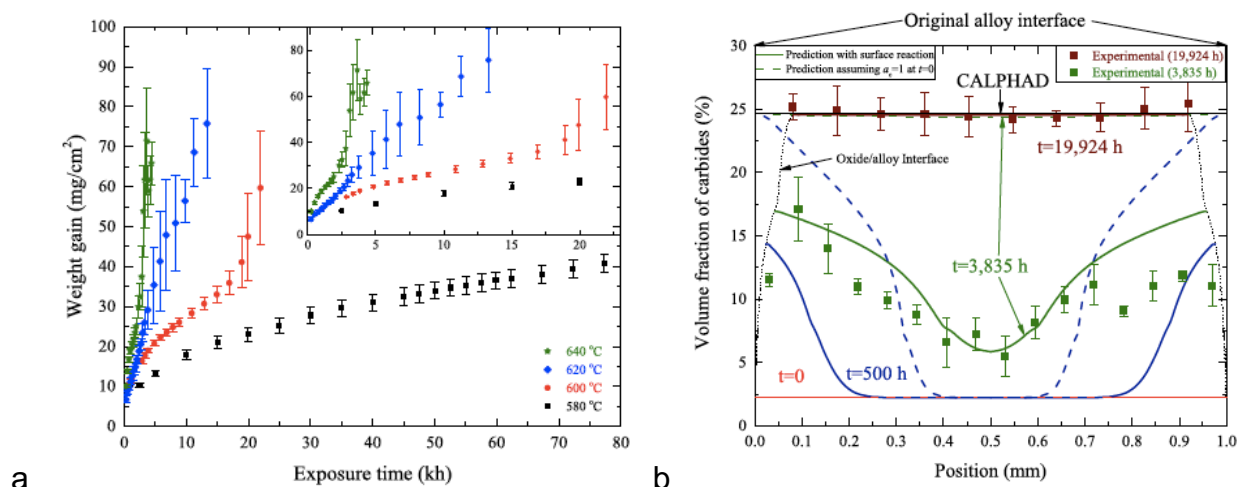 Original alloy interface
100
90
80
70
60
50
40
30
20
10
0
Weight gain (mg/cm²)
0 10 20 30 40 50 60 70 80
Exposure time (kh)
80
60
40
20
0
0 5 10 15 20
640 °C
620 °C
600 °C
580 °C
a
30
25
20
15
10
5
0
Volume fraction of carbides (%)
Prediction with surface reaction
Prediction assuming a_c=1 at t=0
Experimental (19,924 h)
Experimental (3,835 h)
CALPHAD
t=19,924 h
Oxide/alloy Interface
t=3,835 h
t=0
t=500 h
0.0 0.1 0.2 0.3 0.4 0.5 0.6 0.7 0.8 0.9 1.0
Position (mm)
b